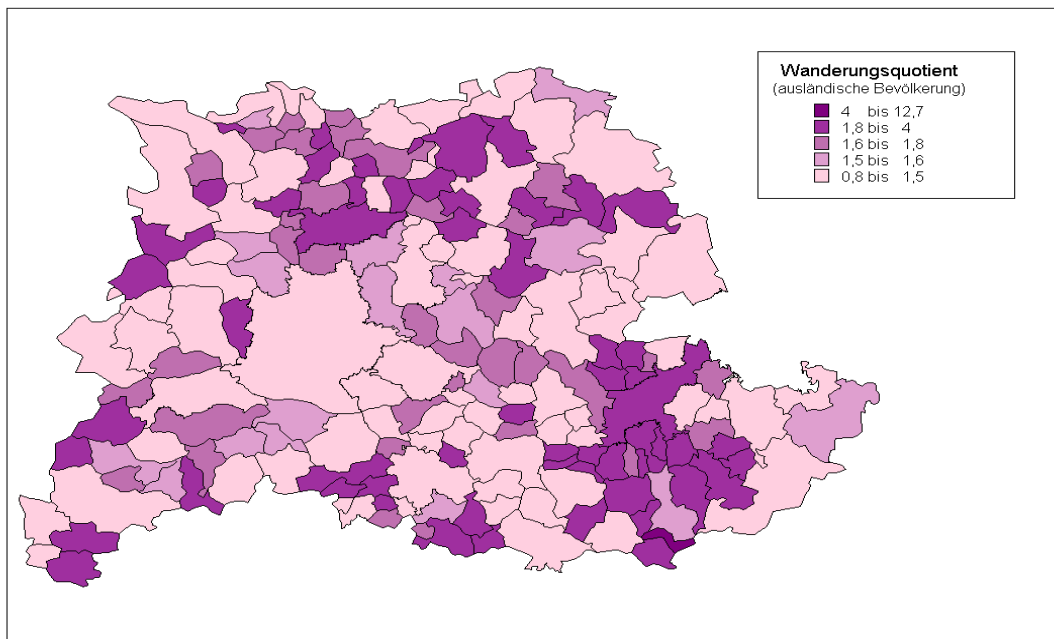 Wanderungsquotient
(ausländische Bevölkerung)
4 bis 12,7
1,8 bis 4
1,6 bis 1,8
1,5 bis 1,6
0,8 bis 1,5